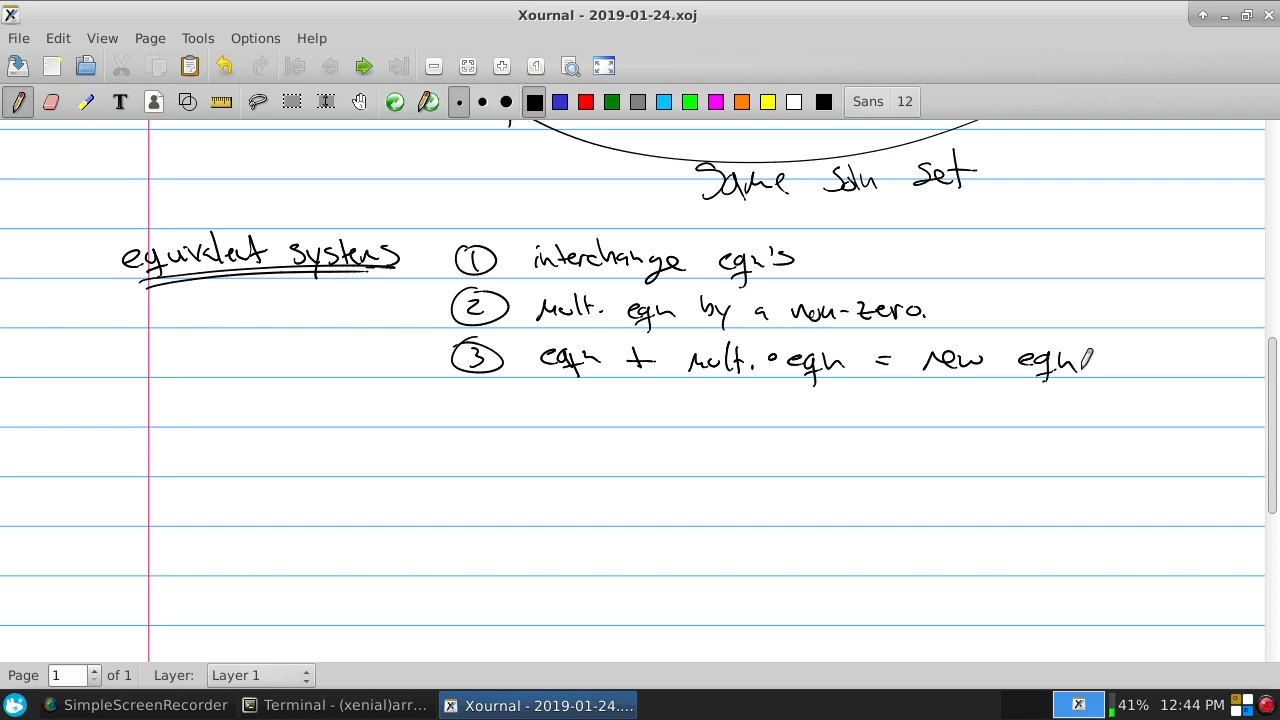 Xournal - 2019-01-24.xoj
File Edit View Page Tools Options Help
Sans 12
Same soln set
equivalent systems ① interchange eqn's
② mult. eqn by a non-zero.
③ eqn + mult. • eqn = new eqn
Page 1 of 1 Layer: Layer 1
SimpleScreenRecorder Terminal - (xenial)arr... Xournal - 2019-01-24.... 41% 12:44 PM